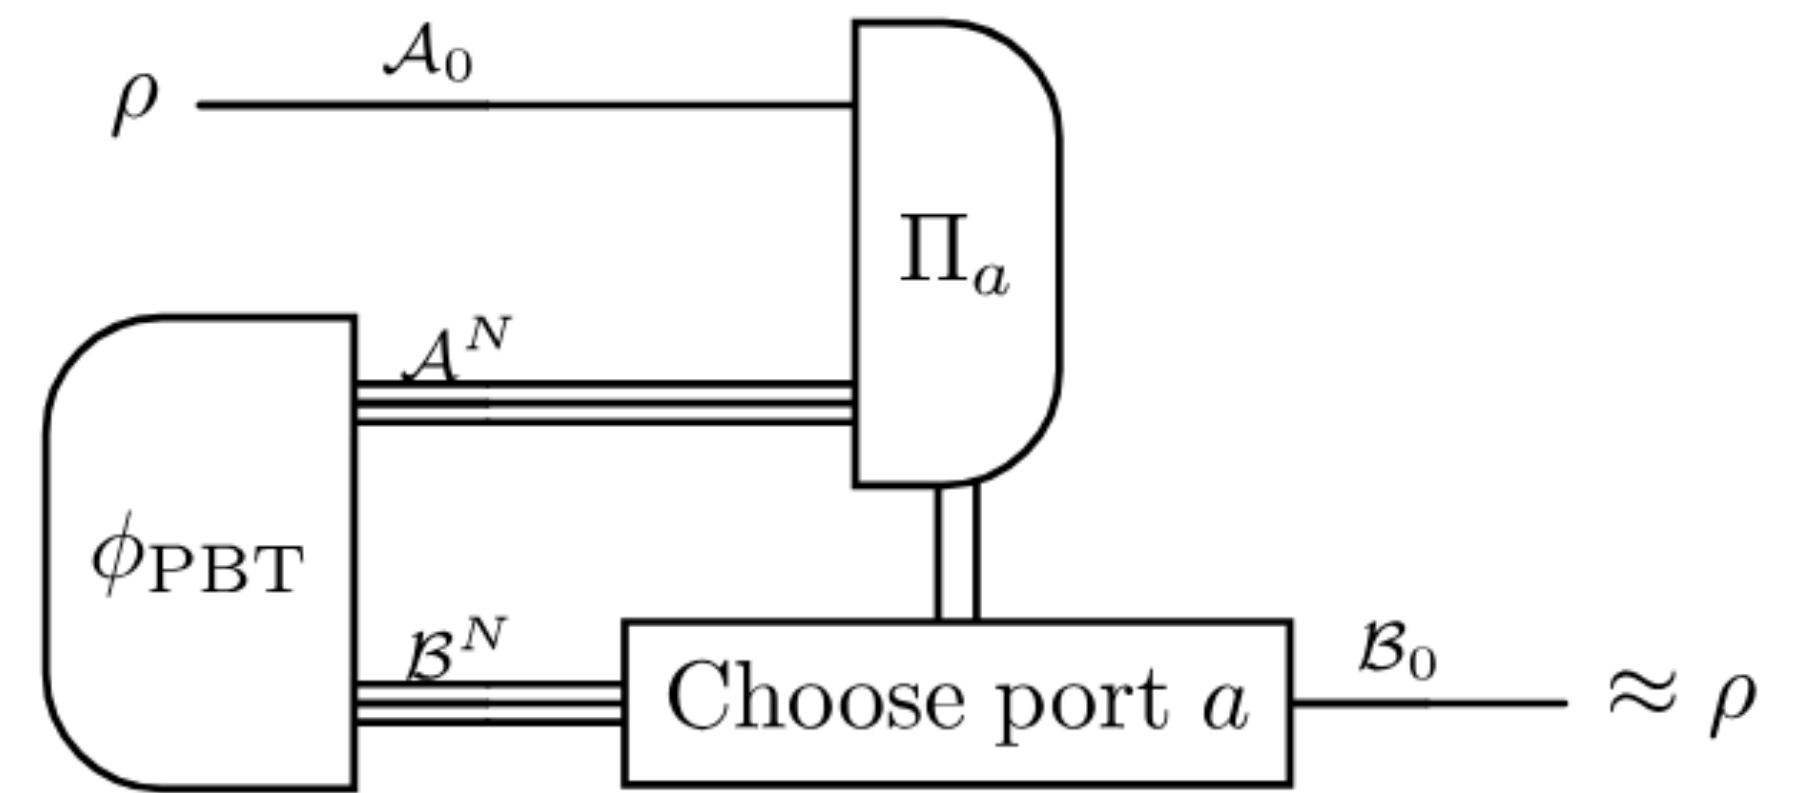 𝒜₀
ρ
Πₐ
𝒜ᴺ
ϕ_PBT
ℬᴺ
Choose port a
ℬ₀
≈ ρ